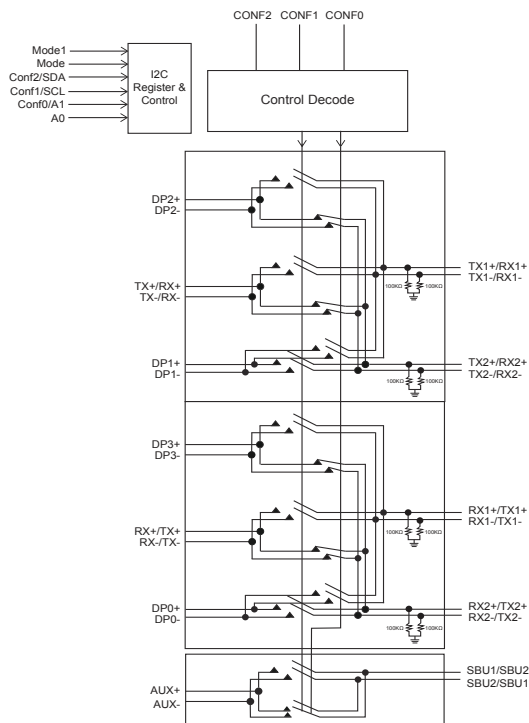 CONF2 CONF1 CONF0
Mode1
Mode
Conf2/SDA
Conf1/SCL
Conf0/A1
A0
I2C
Register &
Control
Control Decode
DP2+
DP2-
TX+/RX+
TX-/RX-
TX1+/RX1+
TX1-/RX1-
100KΩ 100KΩ
DP1+
DP1-
TX2+/RX2+
TX2-/RX2-
100KΩ 100KΩ
DP3+
DP3-
RX+/TX+
RX-/TX-
RX1+/TX1+
RX1-/TX1-
100KΩ 100KΩ
DP0+
DP0-
RX2+/TX2+
RX2-/TX2-
100KΩ 100KΩ
SBU1/SBU2
SBU2/SBU1
AUX+
AUX-